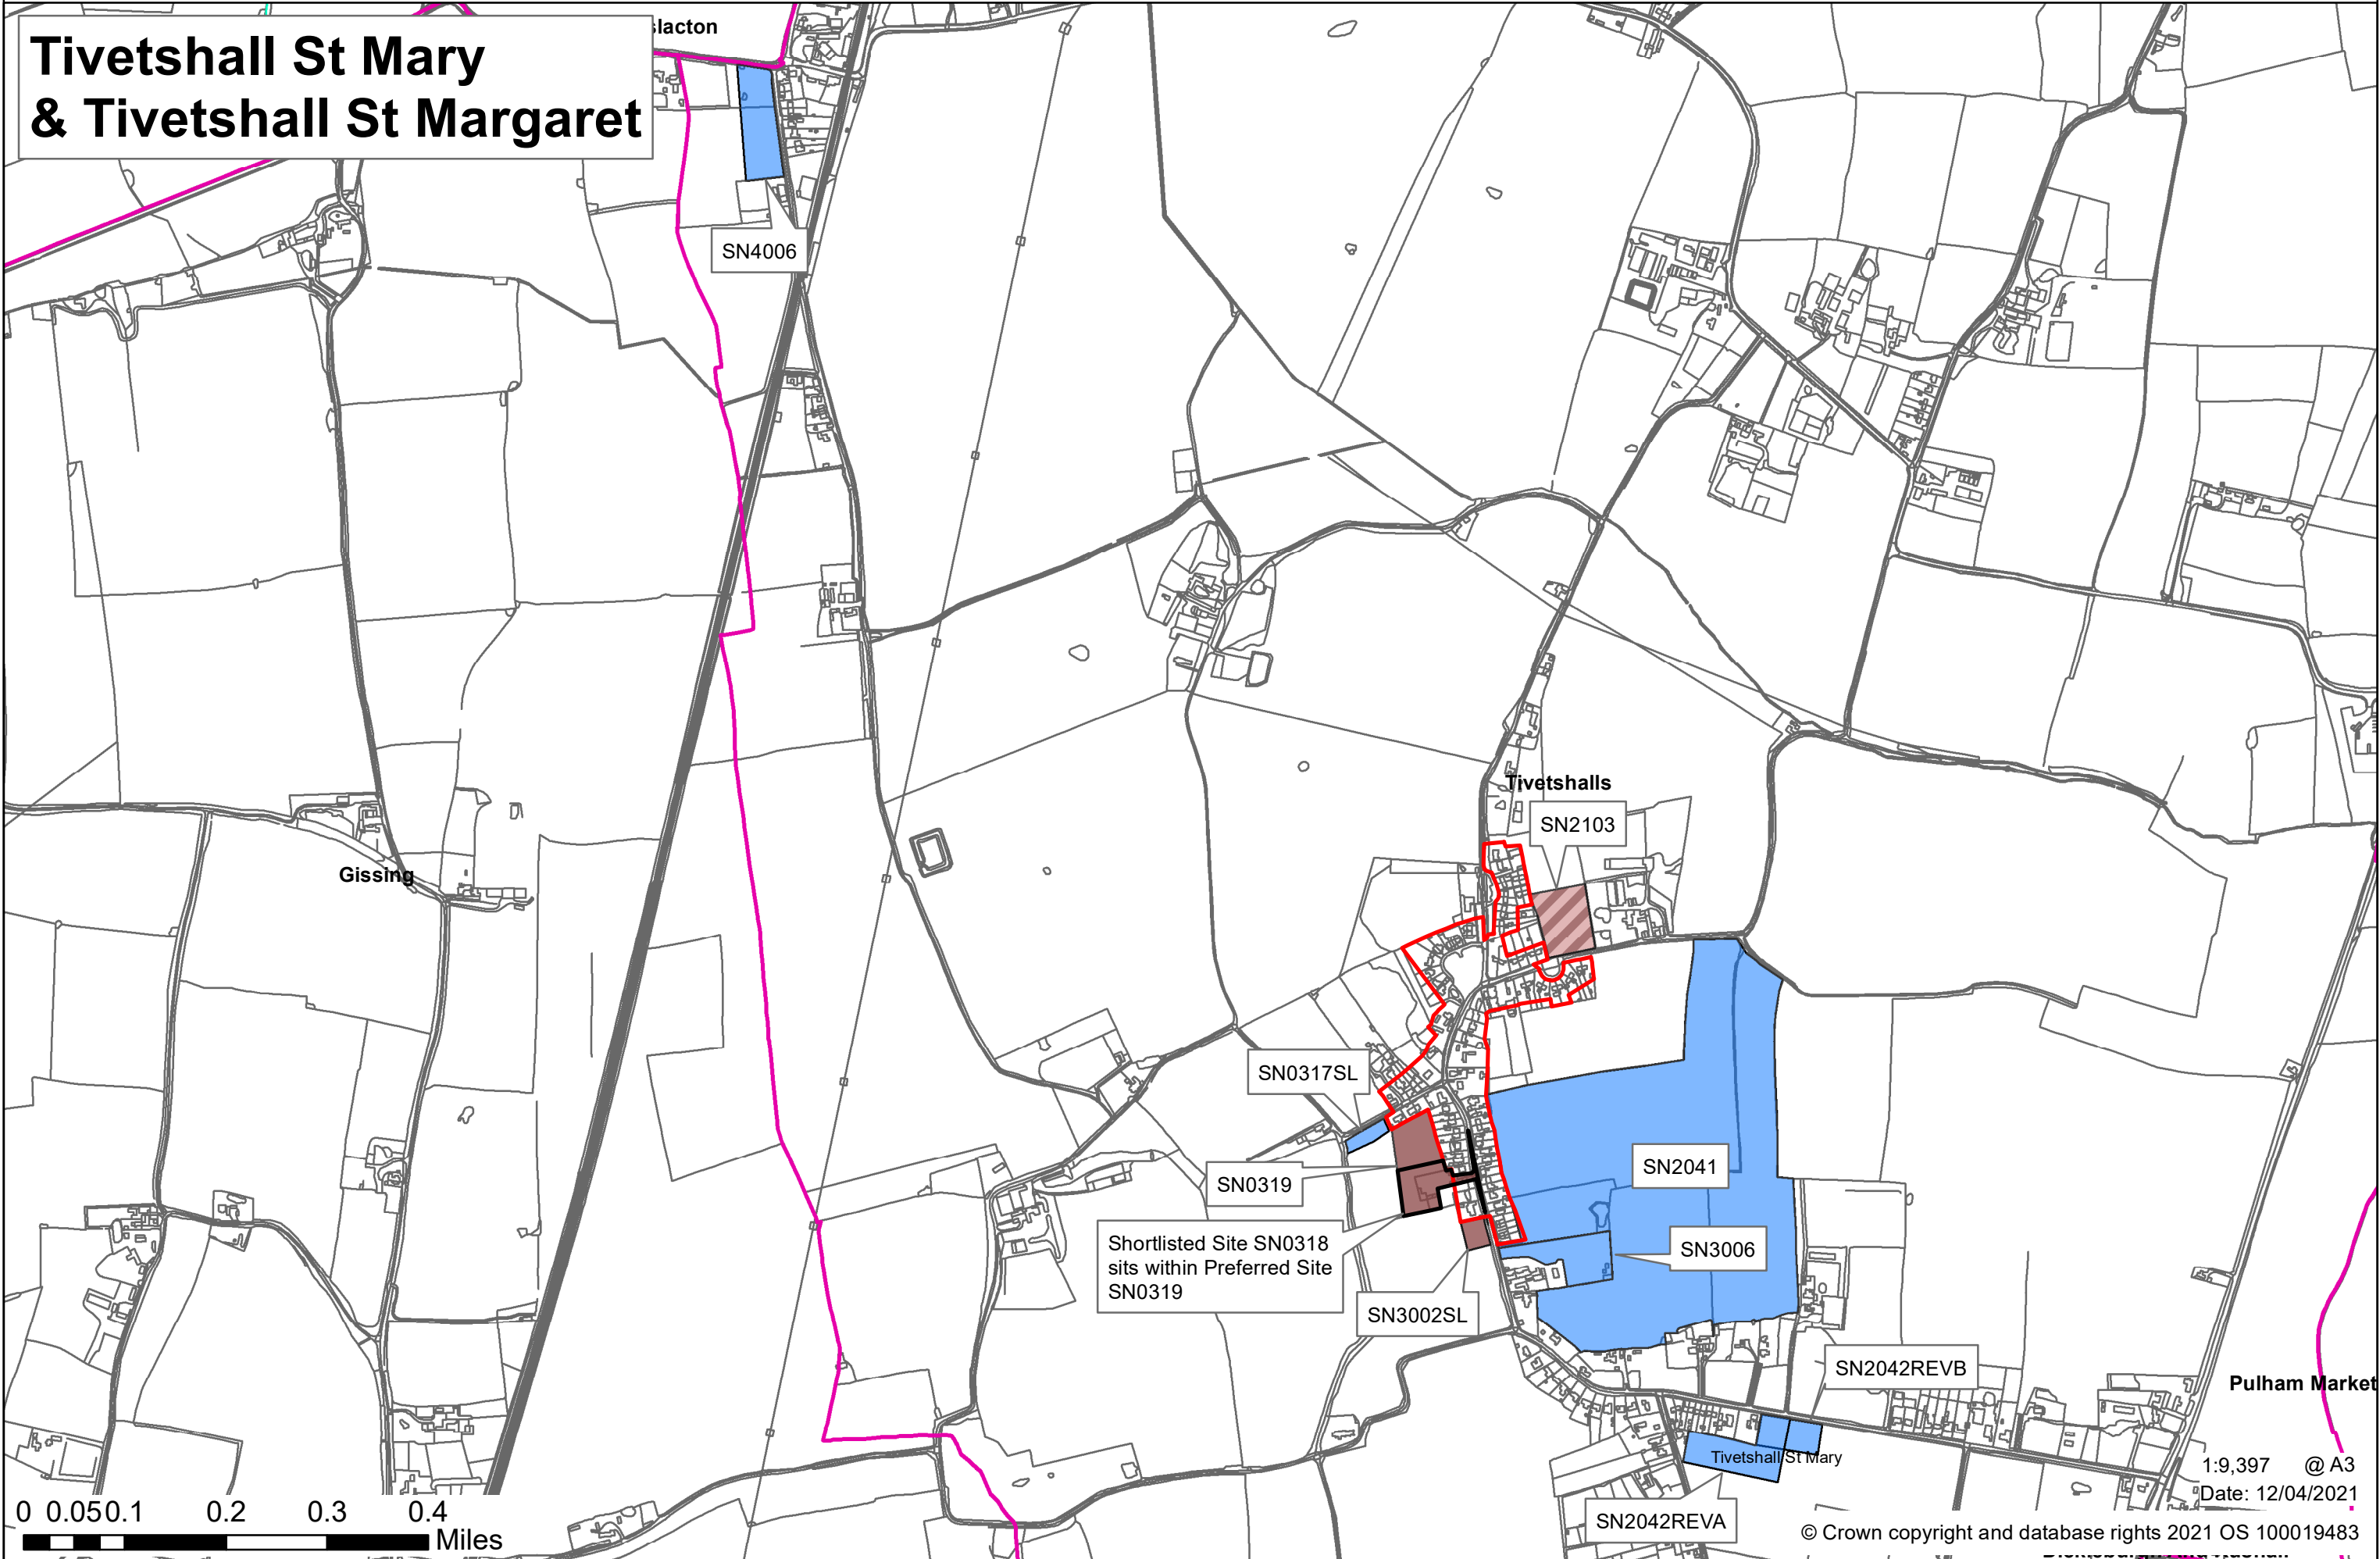 Tivetshall St Mary
& Tivetshall St Margaret
slacton
SN4006
Tivetshalls
SN2103
Gissing
SN0317SL
SN2041
SN0319
Shortlisted Site SN0318
sits within Preferred Site
SN0319
SN3006
SN3002SL
SN2042REVB
Pulham Market
Tivetshall St Mary
SN2042REVA
1:9,397 @ A3
Date: 12/04/2021
0 0.05 0.1 0.2 0.3 0.4
Miles
© Crown copyright and database rights 2021 OS 100019483